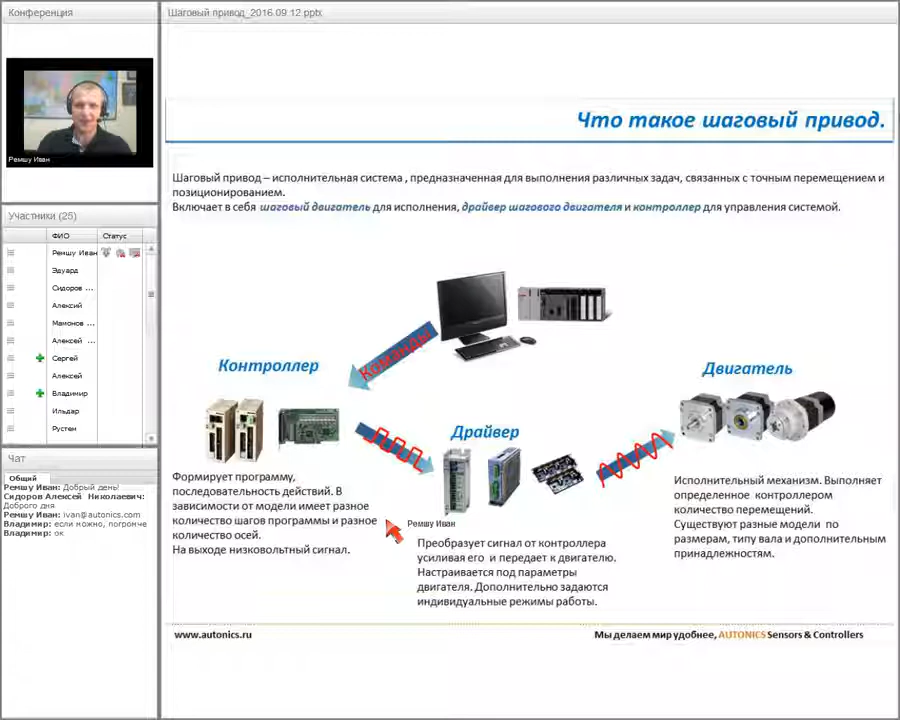 Конференция
Ремшу Иван
Участники (25)
ФИО Статус
Ремшу Иван
Эдуард
Сидоров ...
Алексий
Мамонов ...
Алексей ...
Сергей
Алексей
Владимир
Ильдар
Рустен
Чат
Общий
Ремшу Иван: Добрый день!
Сидоров Алексей Николаевич:
Доброго дня
Ремшу Иван: ivan@autonics.com
Владимир: если можно, погромче
Владимир: ок
Шаговый привод_2016 09 12.pptx
Что такое шаговый привод.
Шаговый привод – исполнительная система , предназначенная для выполнения различных задач, связанных с точным перемещением и
позиционированием.
Включает в себя шаговый двигатель для исполнения, драйвер шагового двигателя и контроллер для управления системой.
Команды
Контроллер
Формирует программу,
последовательность действий. В
зависимости от модели имеет разное
количество шагов программы и разное
количество осей.
На выходе низковольтный сигнал.
Драйвер
Ремшу Иван
Преобразует сигнал от контроллера
усиливая его и передает к двигателю.
Настраивается под параметры
двигателя. Дополнительно задаются
индивидуальные режимы работы.
Двигатель
Исполнительный механизм. Выполняет
определенное контроллером
количество перемещений.
Существуют разные модели по
размерам, типу вала и дополнительным
принадлежностям.
www.autonics.ru
Мы делаем мир удобнее, AUTONICS Sensors & Controllers